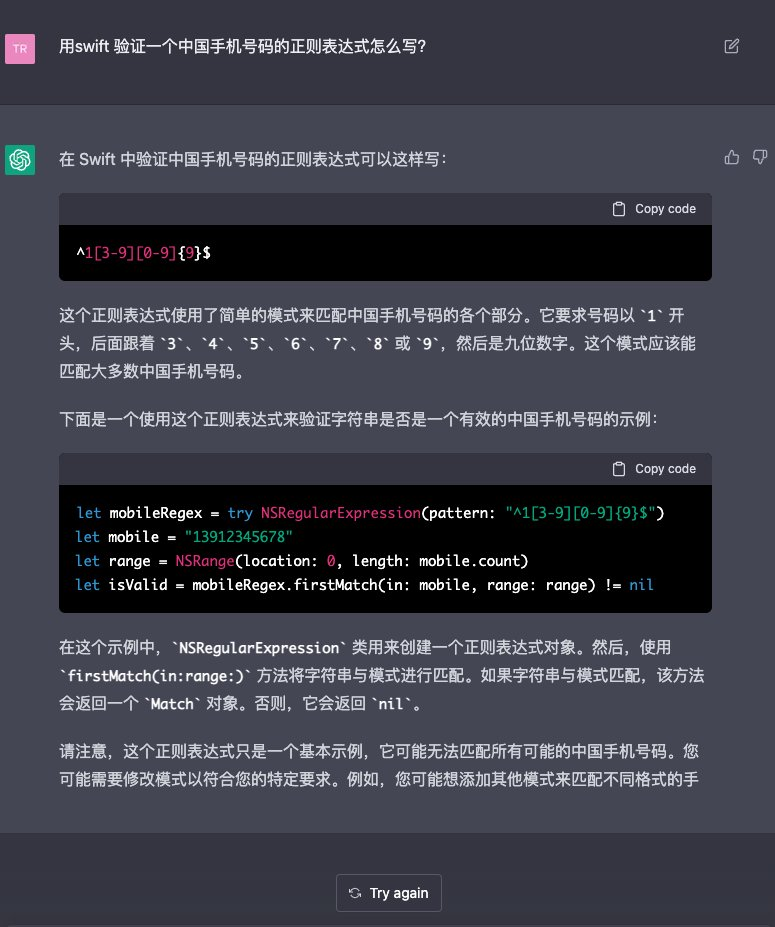 TR
用swift 验证一个中国手机号码的正则表达式怎么写?
在 Swift 中验证中国手机号码的正则表达式可以这样写：
Copy code
^1[3-9][0-9]{9}$
这个正则表达式使用了简单的模式来匹配中国手机号码的各个部分。它要求号码以 `1` 开
头，后面跟着 `3`、`4`、`5`、`6`、`7`、`8` 或 `9`，然后是九位数字。这个模式应该能
匹配大多数中国手机号码。
下面是一个使用这个正则表达式来验证字符串是否是一个有效的中国手机号码的示例：
Copy code
let mobileRegex = try NSRegularExpression(pattern: "^1[3-9][0-9]{9}$")
let mobile = "13912345678"
let range = NSRange(location: 0, length: mobile.count)
let isValid = mobileRegex.firstMatch(in: mobile, range: range) != nil
在这个示例中，`NSRegularExpression` 类用来创建一个正则表达式对象。然后，使用
`firstMatch(in:range:)` 方法将字符串与模式进行匹配。如果字符串与模式匹配，该方法
会返回一个 `Match` 对象。否则，它会返回 `nil`。
请注意，这个正则表达式只是一个基本示例，它可能无法匹配所有可能的中国手机号码。您
可能需要修改模式以符合您的特定要求。例如，您可能想添加其他模式来匹配不同格式的手
Try again